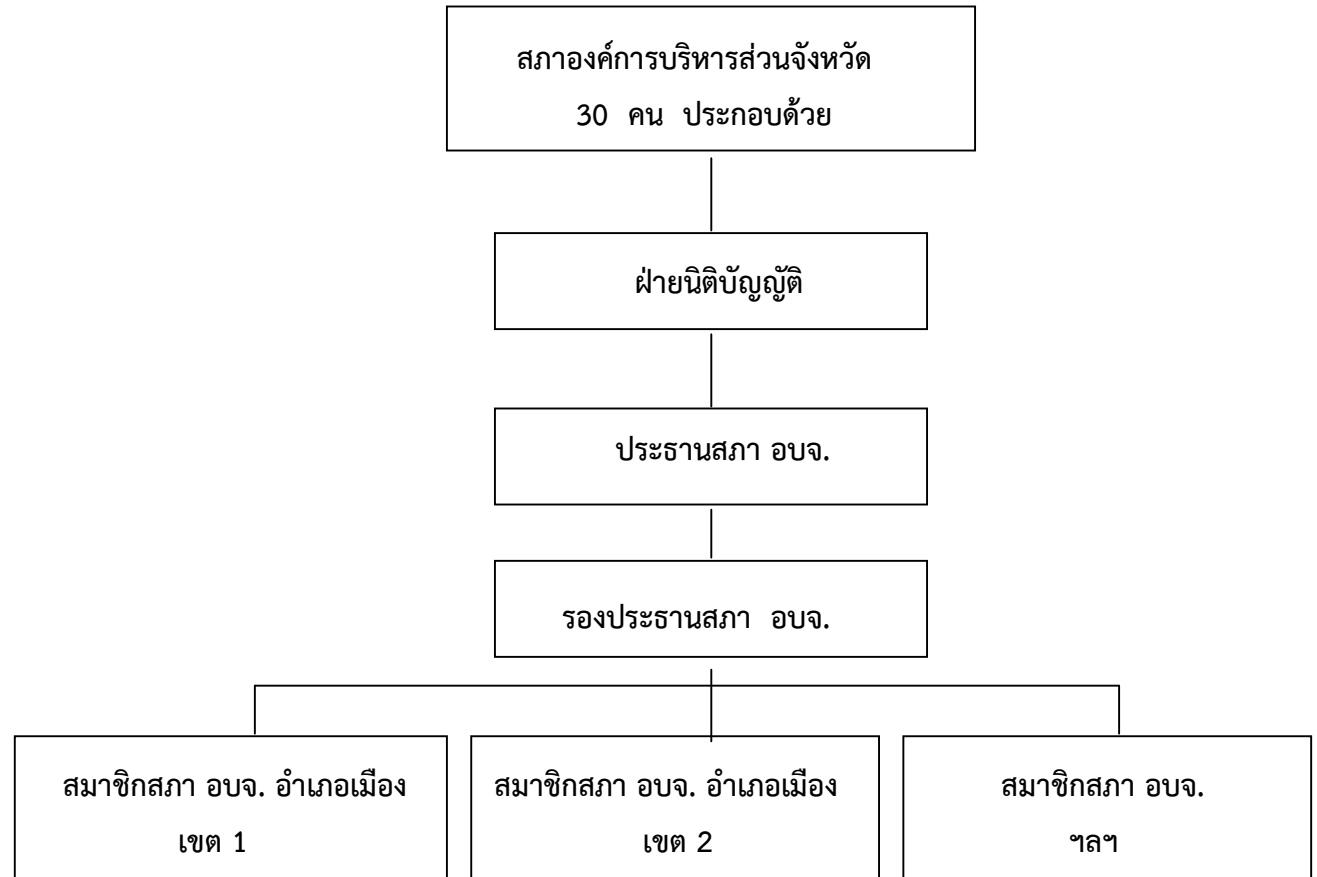 สภาองค์การบริหารส่วนจังหวัด
30 คน ประกอบด้วย
ฝ่ายนิติบัญญัติ
ประธานสภา อบจ.
รองประธานสภา อบจ.
สมาชิกสภา อบจ. อำเภอเมือง
เขต 1
สมาชิกสภา อบจ. อำเภอเมือง
เขต 2
สมาชิกสภา อบจ.
ฯลฯ